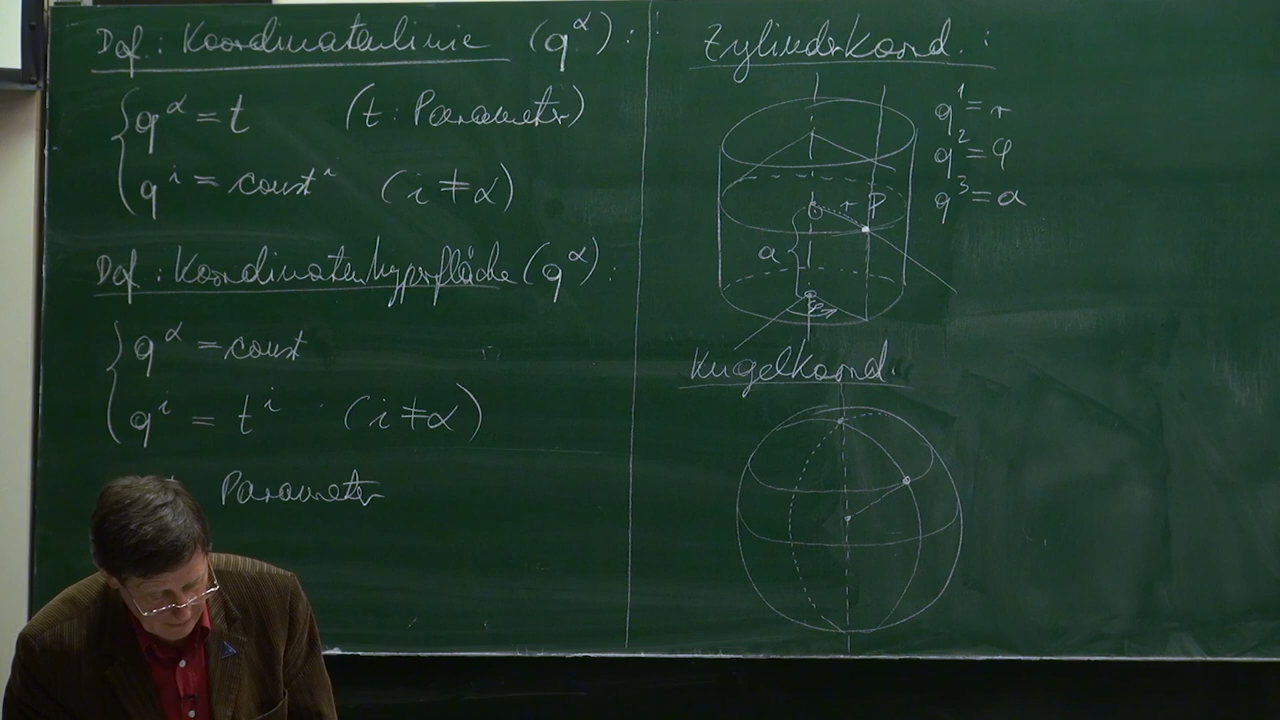 Def.: Koordinatenlinie (q^α):
q^α = t (t: Parameter)
q^i = const^i (i ≠ α)
Def.: Koordinatenhyperfläche (q^α):
q^α = const
q^i = t^i (i ≠ α)
Parameter
Zylinderkoord.:
q^1 = r
q^2 = φ
q^3 = a
r P
a
φ
Kugelkoord.